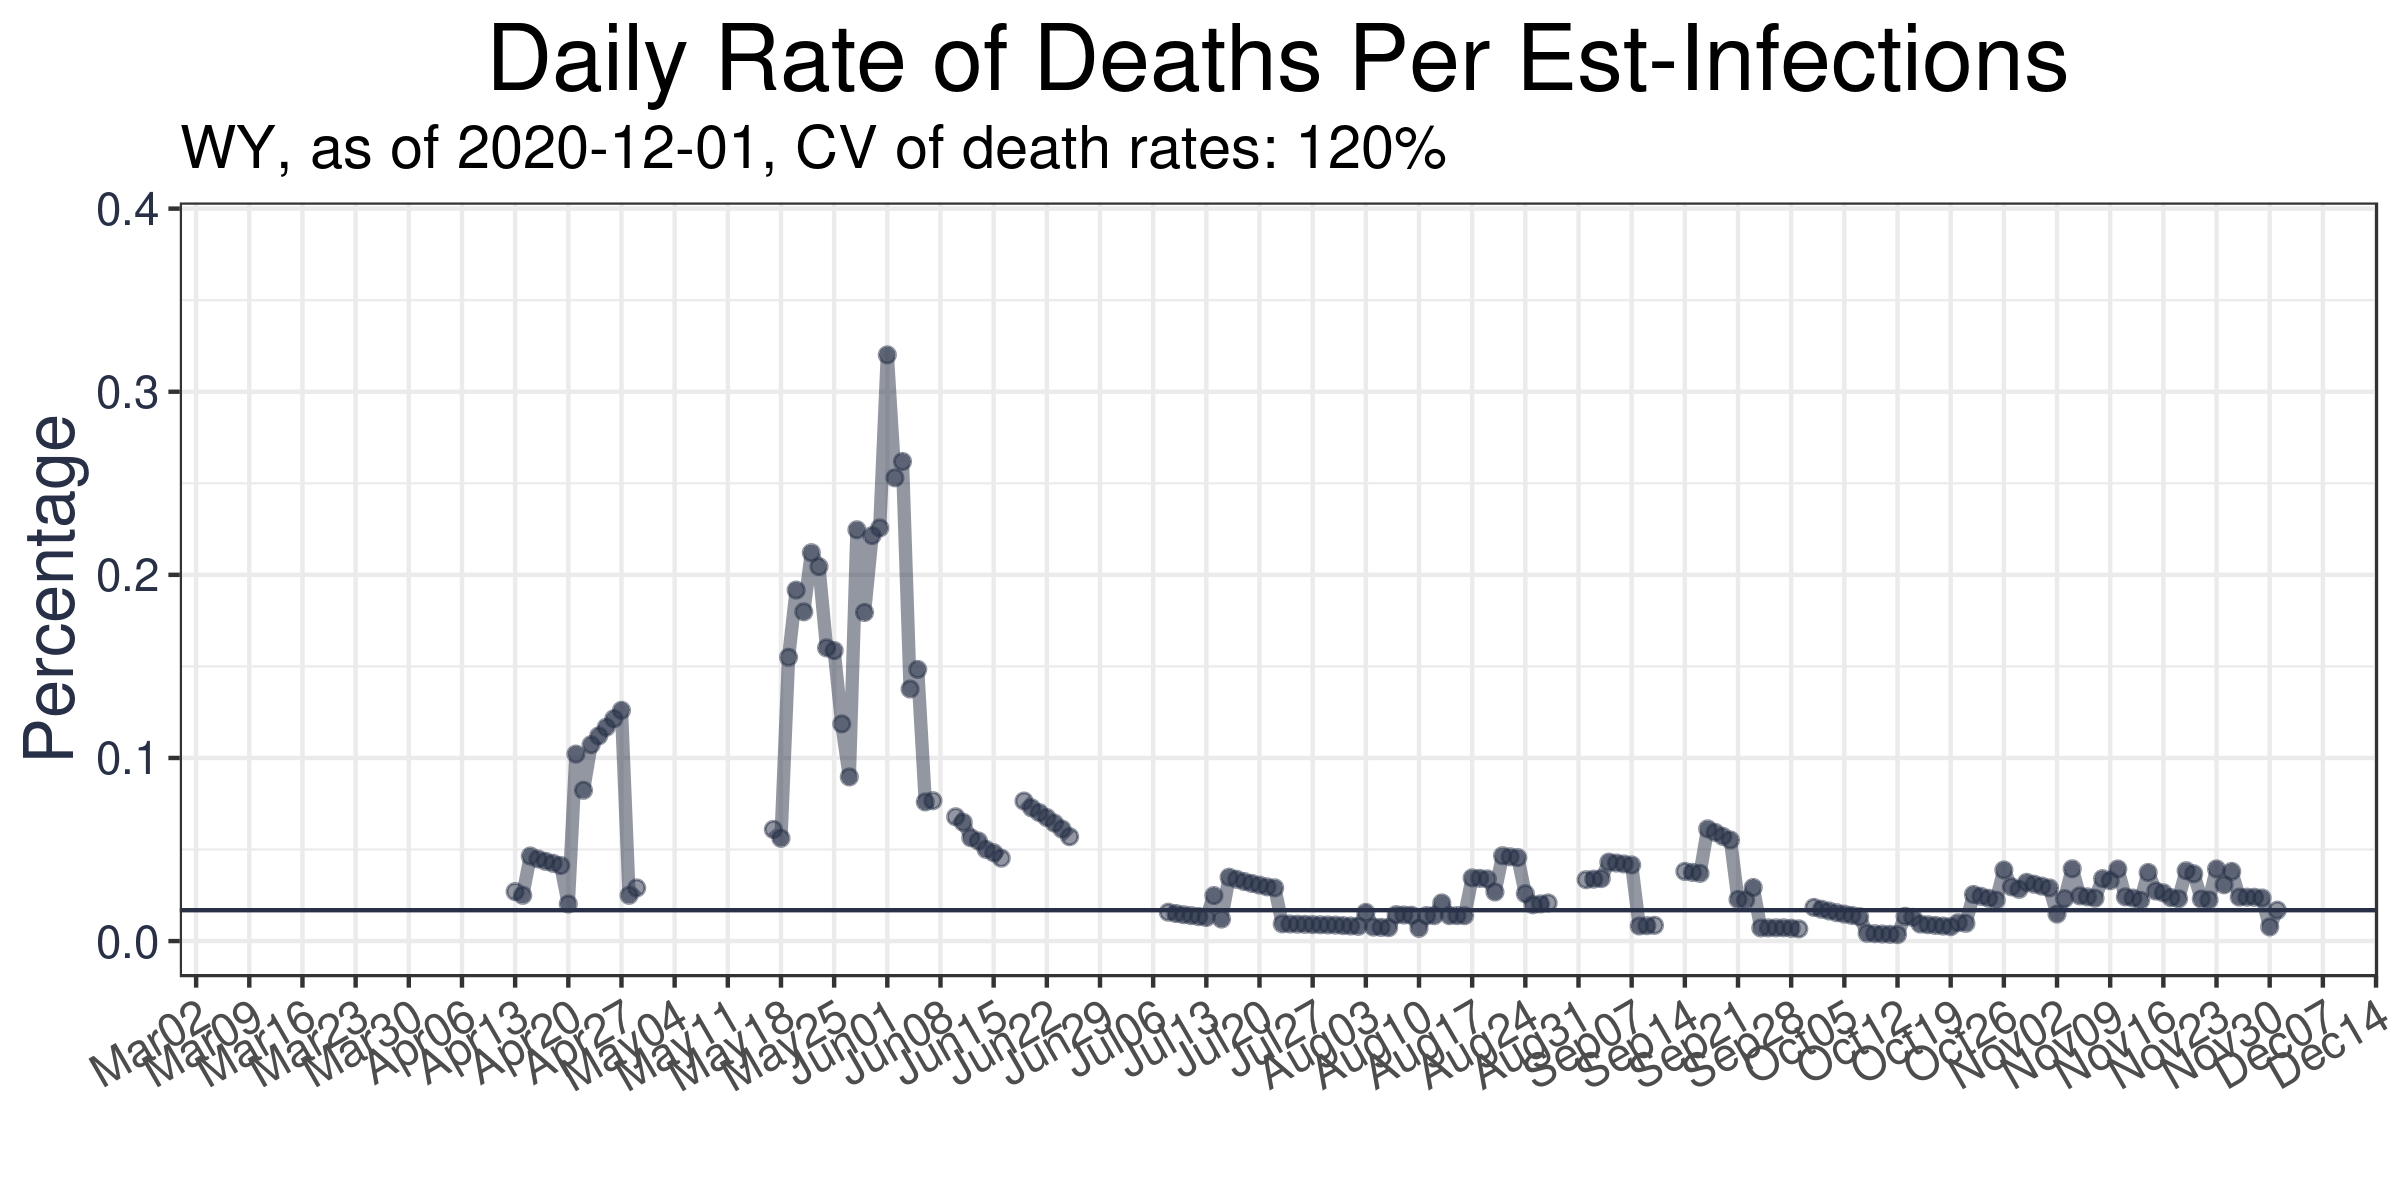 Daily Rate of Deaths Per Est-Infections
WY, as of 2020-12-01, CV of death rates: 120%
Percentage
0.4
0.3
0.2
0.1
0.0
Mar02
Mar09
Mar16
Mar23
Mar30
Apr06
Apr13
Apr20
Apr27
May04
May11
May18
May25
Jun01
Jun08
Jun15
Jun22
Jun29
Jul06
Jul13
Jul20
Jul27
Aug03
Aug10
Aug17
Aug24
Aug31
Sep07
Sep14
Sep21
Sep28
Oct05
Oct12
Oct19
Oct26
Nov02
Nov09
Nov16
Nov23
Nov30
Dec07
Dec14